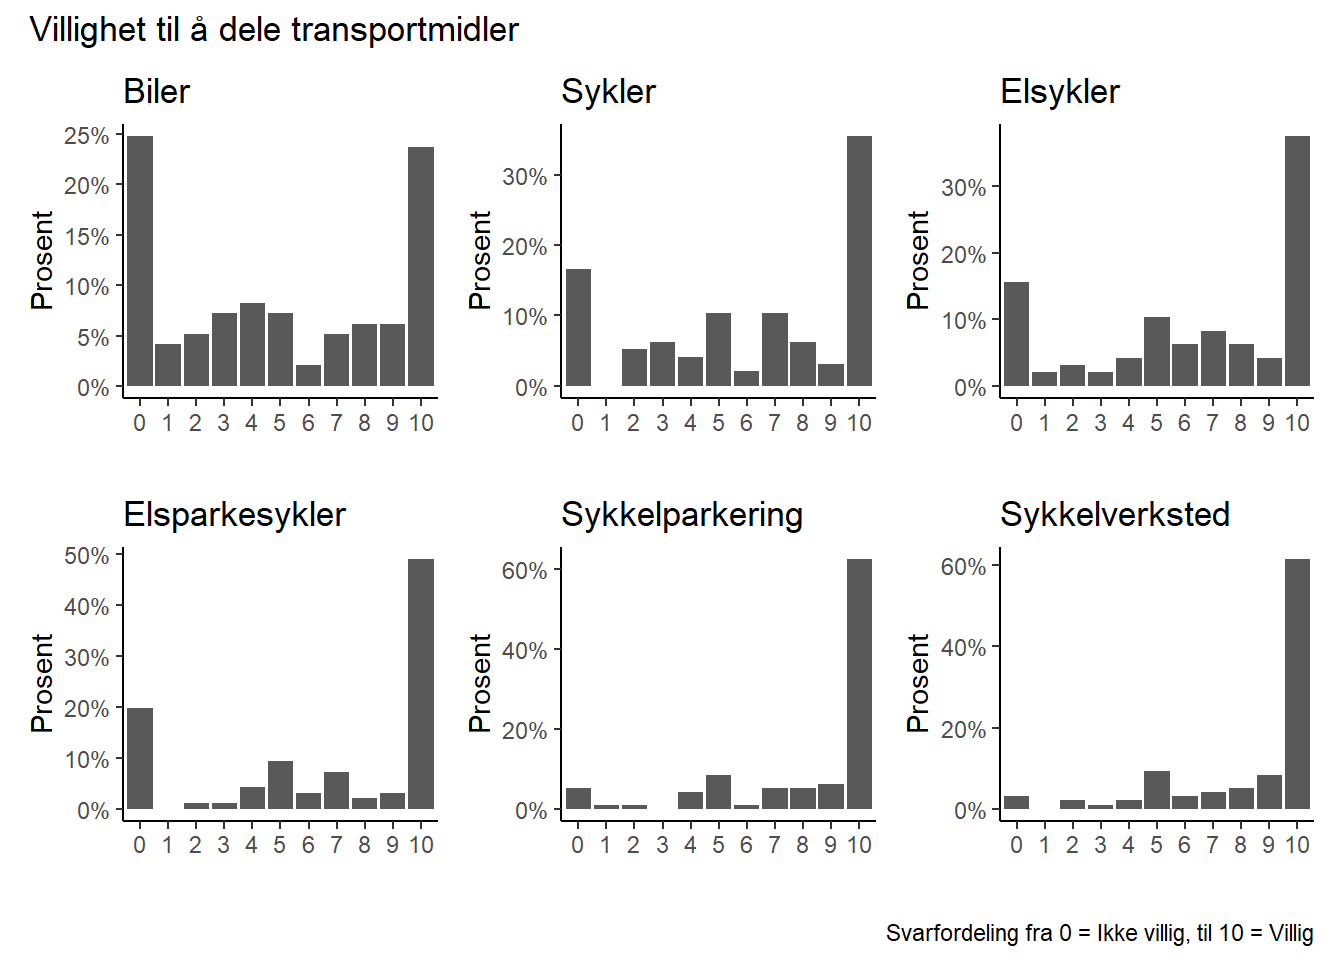 Villighet til å dele transportmidler
Biler
Sykler
Elsykler
Prosent
25%
20%
15%
10%
5%
0%
0 1 2 3 4 5 6 7 8 9 10
Prosent
30%
20%
10%
0%
0 1 2 3 4 5 6 7 8 9 10
Prosent
30%
20%
10%
0%
0 1 2 3 4 5 6 7 8 9 10
Elsparkesykler
Sykkelparkering
Sykkelverksted
Prosent
50%
40%
30%
20%
10%
0%
0 1 2 3 4 5 6 7 8 9 10
Prosent
60%
40%
20%
0%
0 1 2 3 4 5 6 7 8 9 10
Prosent
60%
40%
20%
0%
0 1 2 3 4 5 6 7 8 9 10
Svarfordeling fra 0 = Ikke villig, til 10 = Villig